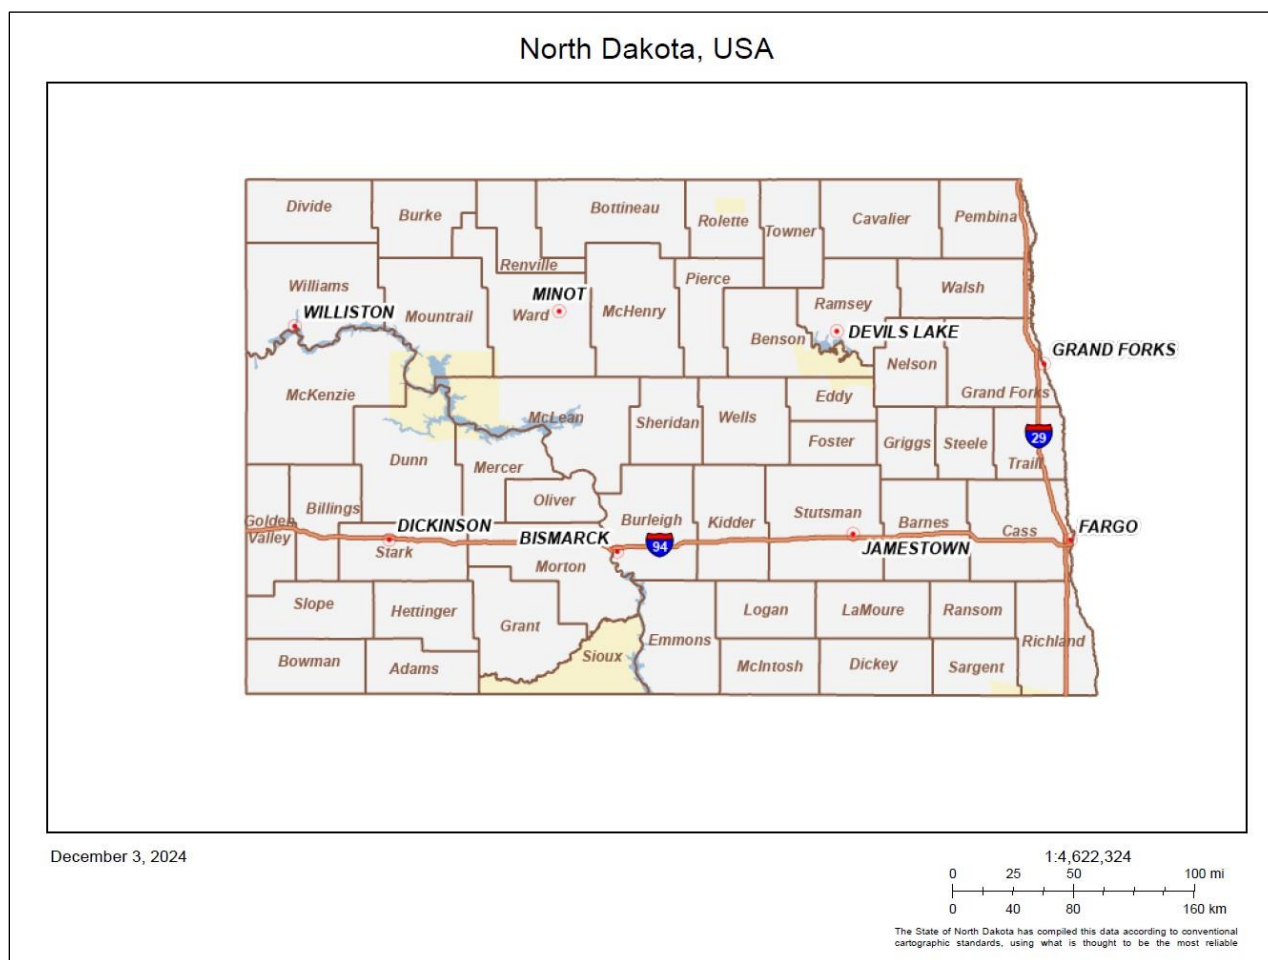 North Dakota, USA
Divide
Burke
Bottineau
Rolette
Towner
Cavalier
Pembina
Renville
Pierce
Williams
WILLISTON
Mountrail
MINOT
Ward
McHenry
Ramsey
Walsh
Benson
DEVILS LAKE
GRAND FORKS
Nelson
McKenzie
Grand Forks
Eddy
McLean
Sheridan
Wells
29
Foster
Griggs
Steele
Traill
Dunn
Mercer
Oliver
Billings
Golden
Valley
DICKINSON
Stark
BISMARCK
Burleigh
94
Kidder
Stutsman
JAMESTOWN
Barnes
Cass
FARGO
Morton
Slope
Hettinger
Grant
Logan
LaMoure
Ransom
Emmons
Richland
Sioux
Bowman
Adams
McIntosh
Dickey
Sargent
December 3, 2024
1:4,622,324
0 25 50 100 mi
0 40 80 160 km
The State of North Dakota has compiled this data according to conventional
cartographic standards, using what is thought to be the most reliable